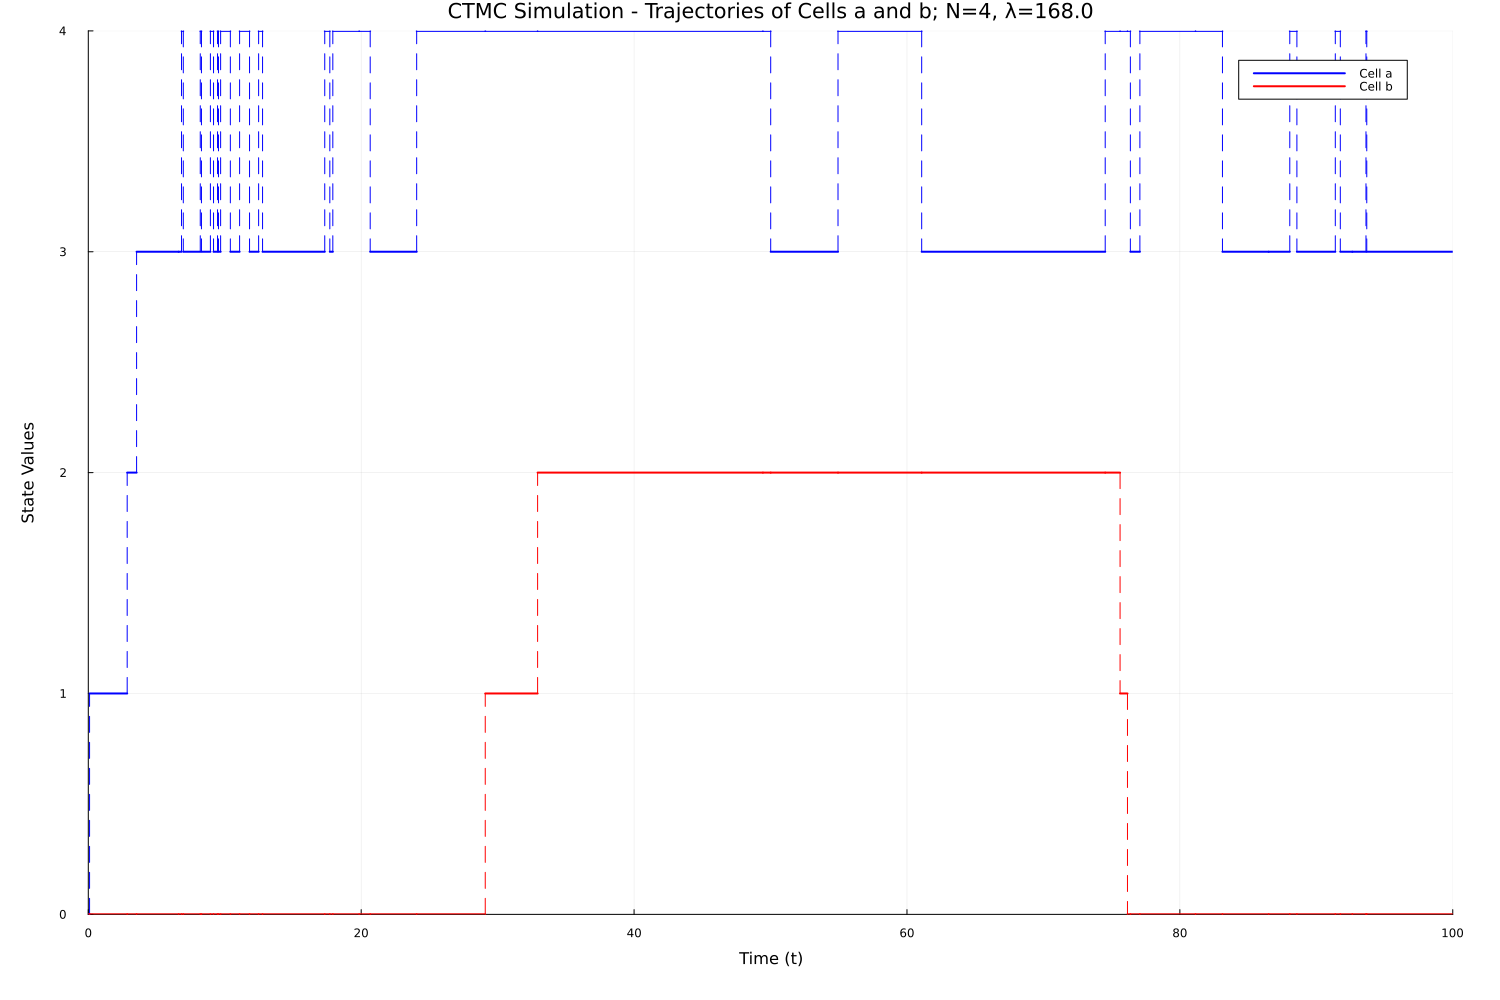 CTMC Simulation - Trajectories of Cells a and b; N=4, λ=168.0
4
Cell a
Cell b
3
State Values
2
1
0
0 20 40 60 80 100
Time (t)